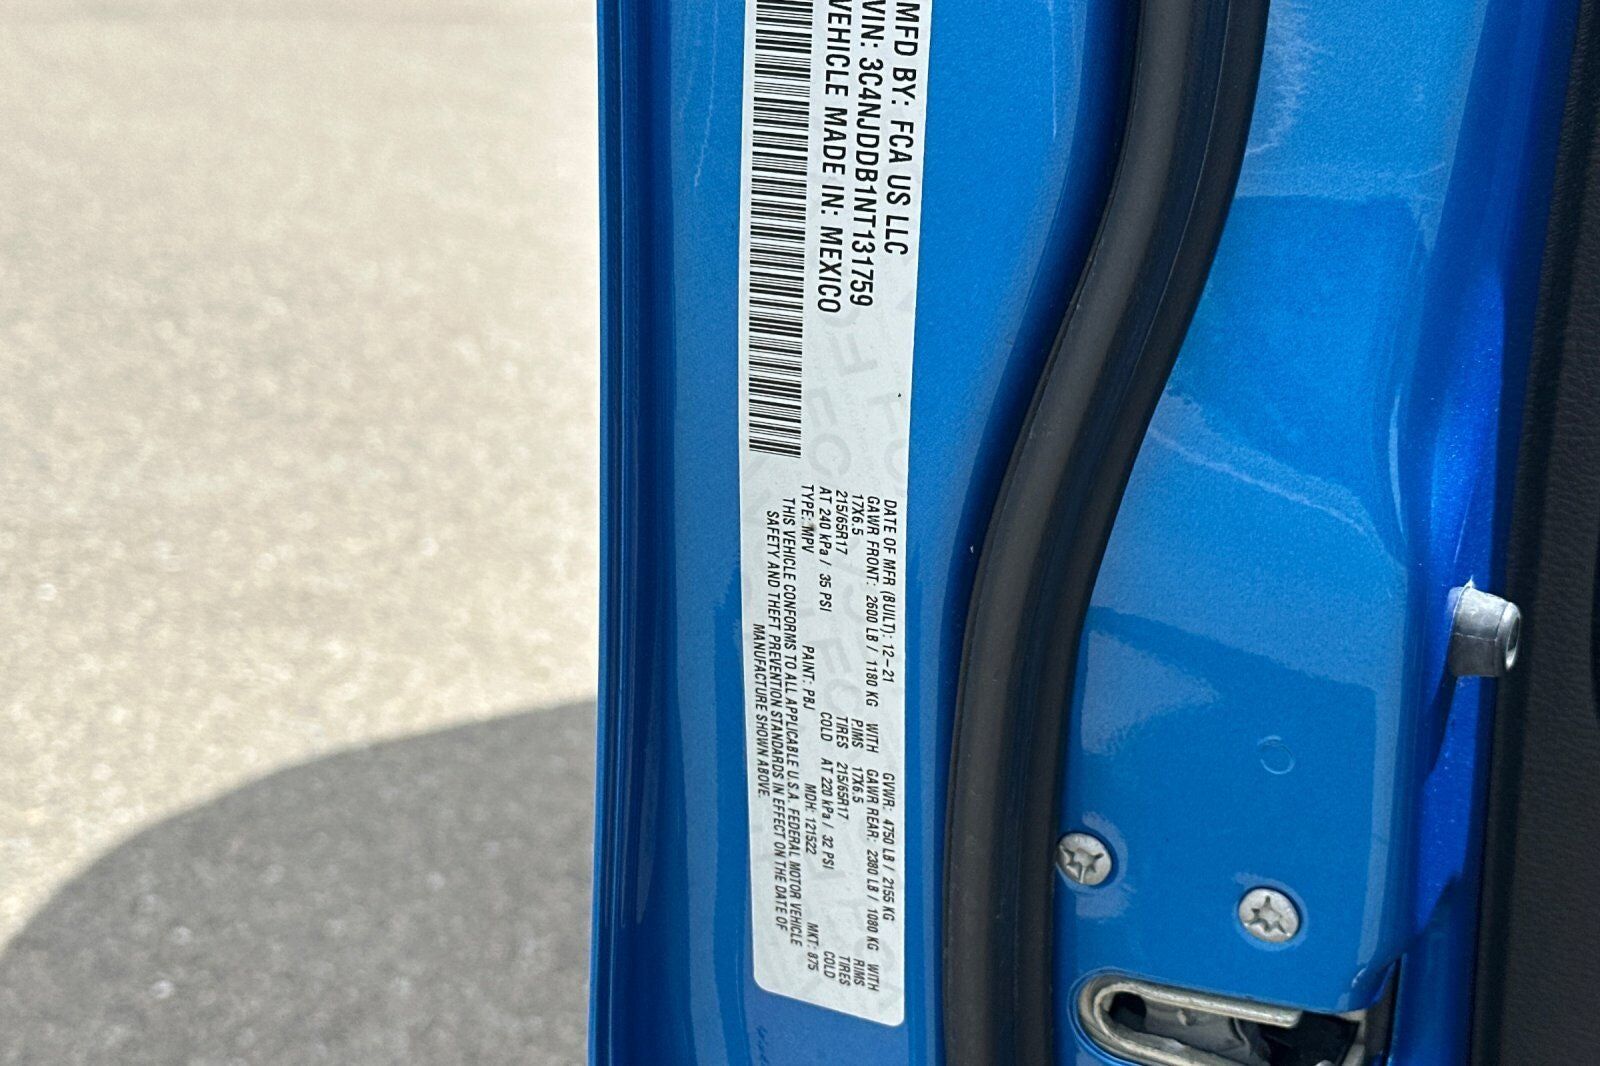 MFD BY: FCA US LLC
VIN: 3C4NJDDB1NT131759
VEHICLE MADE IN: MEXICO
DATE OF MFR (BUILT): 12-21 GVWR: 4750 LB / 2155 KG
GAWR FRONT: 2600 LB / 1180 KG WITH GAWR REAR: 2380 LB / 1080 KG WITH
17X6.5 RIMS 17X6.5 RIMS
215/65R17 TIRES 215/65R17 TIRES
AT 240 kPa / 35 PSI COLD AT 220 kPa / 32 PSI COLD
TYPE: MPV PAINT: PBJ MDH: 121522 MKT: 875
THIS VEHICLE CONFORMS TO ALL APPLICABLE U.S.A. FEDERAL MOTOR VEHICLE
SAFETY AND THEFT PREVENTION STANDARDS IN EFFECT ON THE DATE OF
MANUFACTURE SHOWN ABOVE.